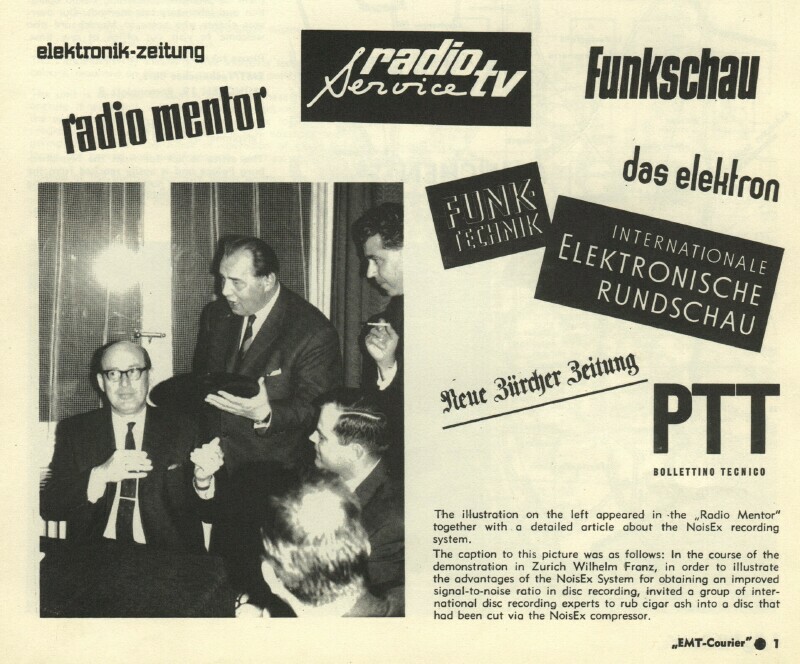 elektronik-zeitung
radio mentor
radio tv
Service
Funkschau
das elektron
FUNK-
TECHNIK
INTERNATIONALE
ELEKTRONISCHE
RUNDSCHAU
Neue Zürcher Zeitung
PTT
BOLLETTINO TECNICO
The illustration on the left appeared in the „Radio Mentor”
together with a detailed article about the NoisEx recording
system.
The caption to this picture was as follows: In the course of the
demonstration in Zurich Wilhelm Franz, in order to illustrate
the advantages of the NoisEx System for obtaining an improved
signal-to-noise ratio in disc recording, invited a group of inter-
national disc recording experts to rub cigar ash into a disc that
had been cut via the NoisEx compressor.
„EMT-Courier” ● 1